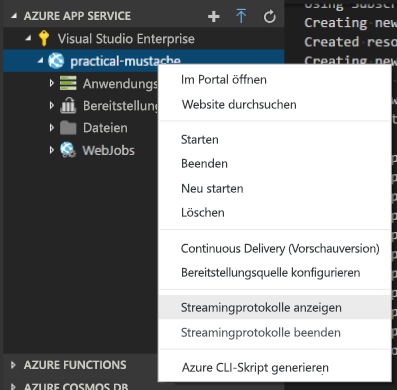 AZURE APP SERVICE
Visual Studio Enterprise
practical-mustache
Anwendungs
Bereitstellung
Dateien
WebJobs
AZURE FUNCTIONS
AZURE COSMOS DB
Im Portal öffnen
Website durchsuchen
Starten
Beenden
Neu starten
Löschen
Continuous Delivery (Vorschauversion)
Bereitstellungsquelle konfigurieren
Streamingprotokolle anzeigen
Streamingprotokolle beenden
Azure CLI-Skript generieren
Using Subscr
Creating new
Created reso
Creating new